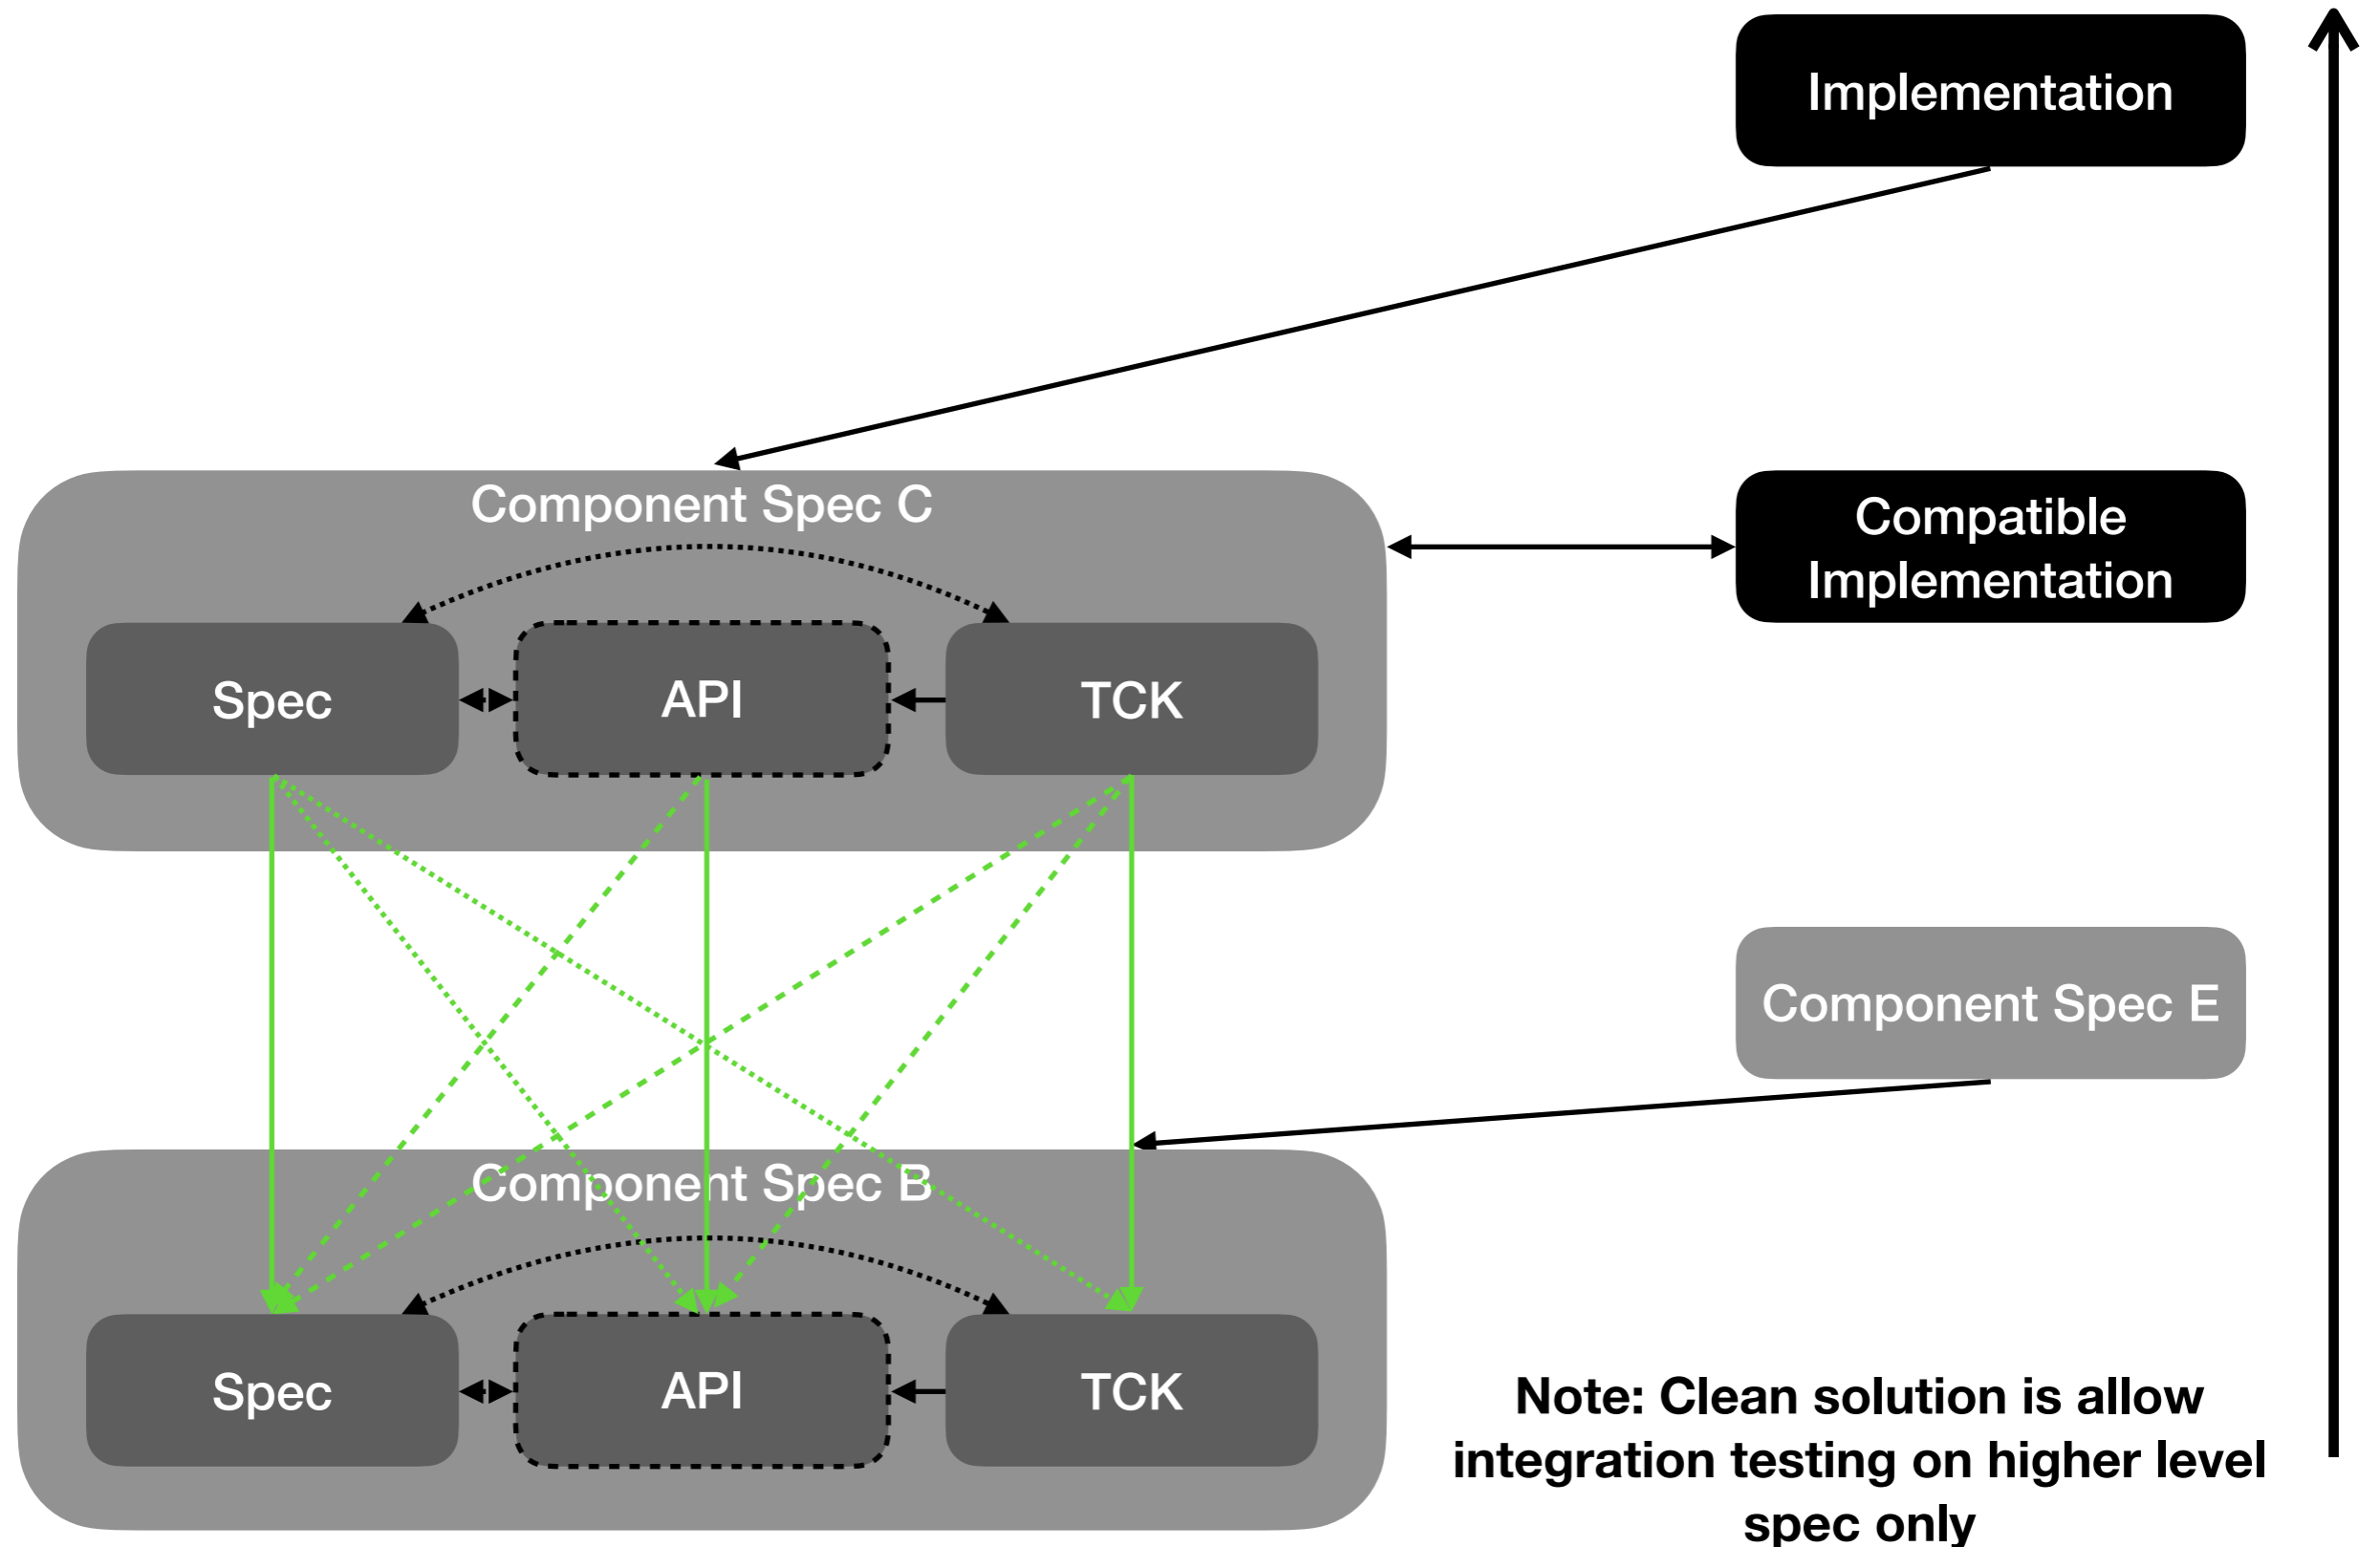 Implementation
Component Spec C
Compatible
Implementation
Spec
API
TCK
Component Spec E
Component Spec B
Spec
API
TCK
Note: Clean solution is allow
integration testing on higher level
spec only